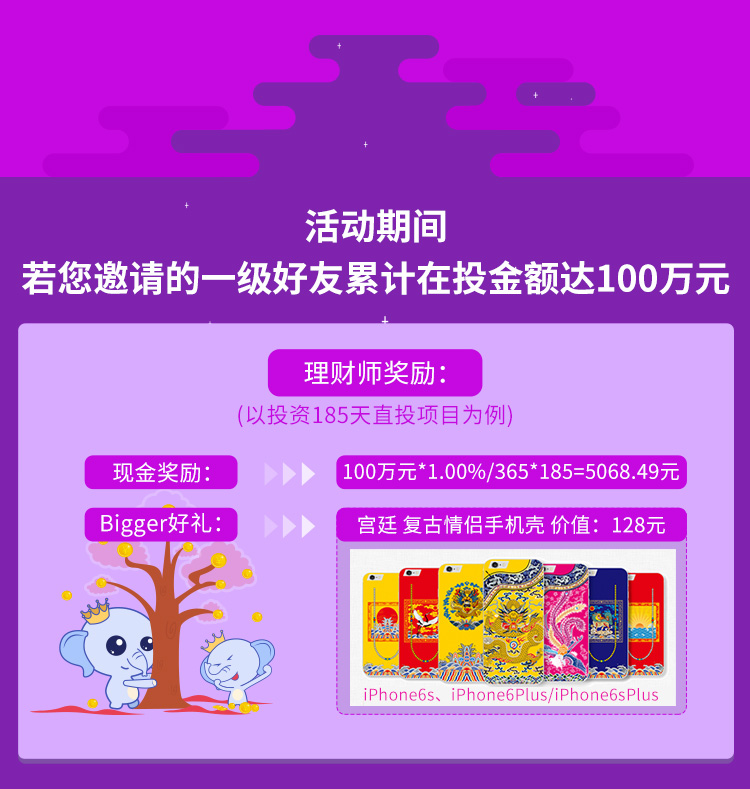 活动期间
若您邀请的一级好友累计在投金额达100万元
理财师奖励：
(以投资185天直投项目为例)
现金奖励：
100万元*1.00%/365*185=5068.49元
Bigger好礼：
宫廷 复古情侣手机壳 价值：128元
iPhone6s、iPhone6Plus/iPhone6sPlus